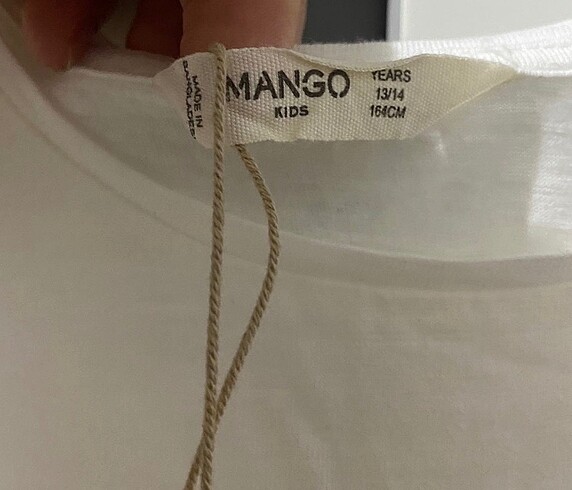 MADE IN
BANGLADESH
MANGO
KIDS
YEARS
13/14
164CM